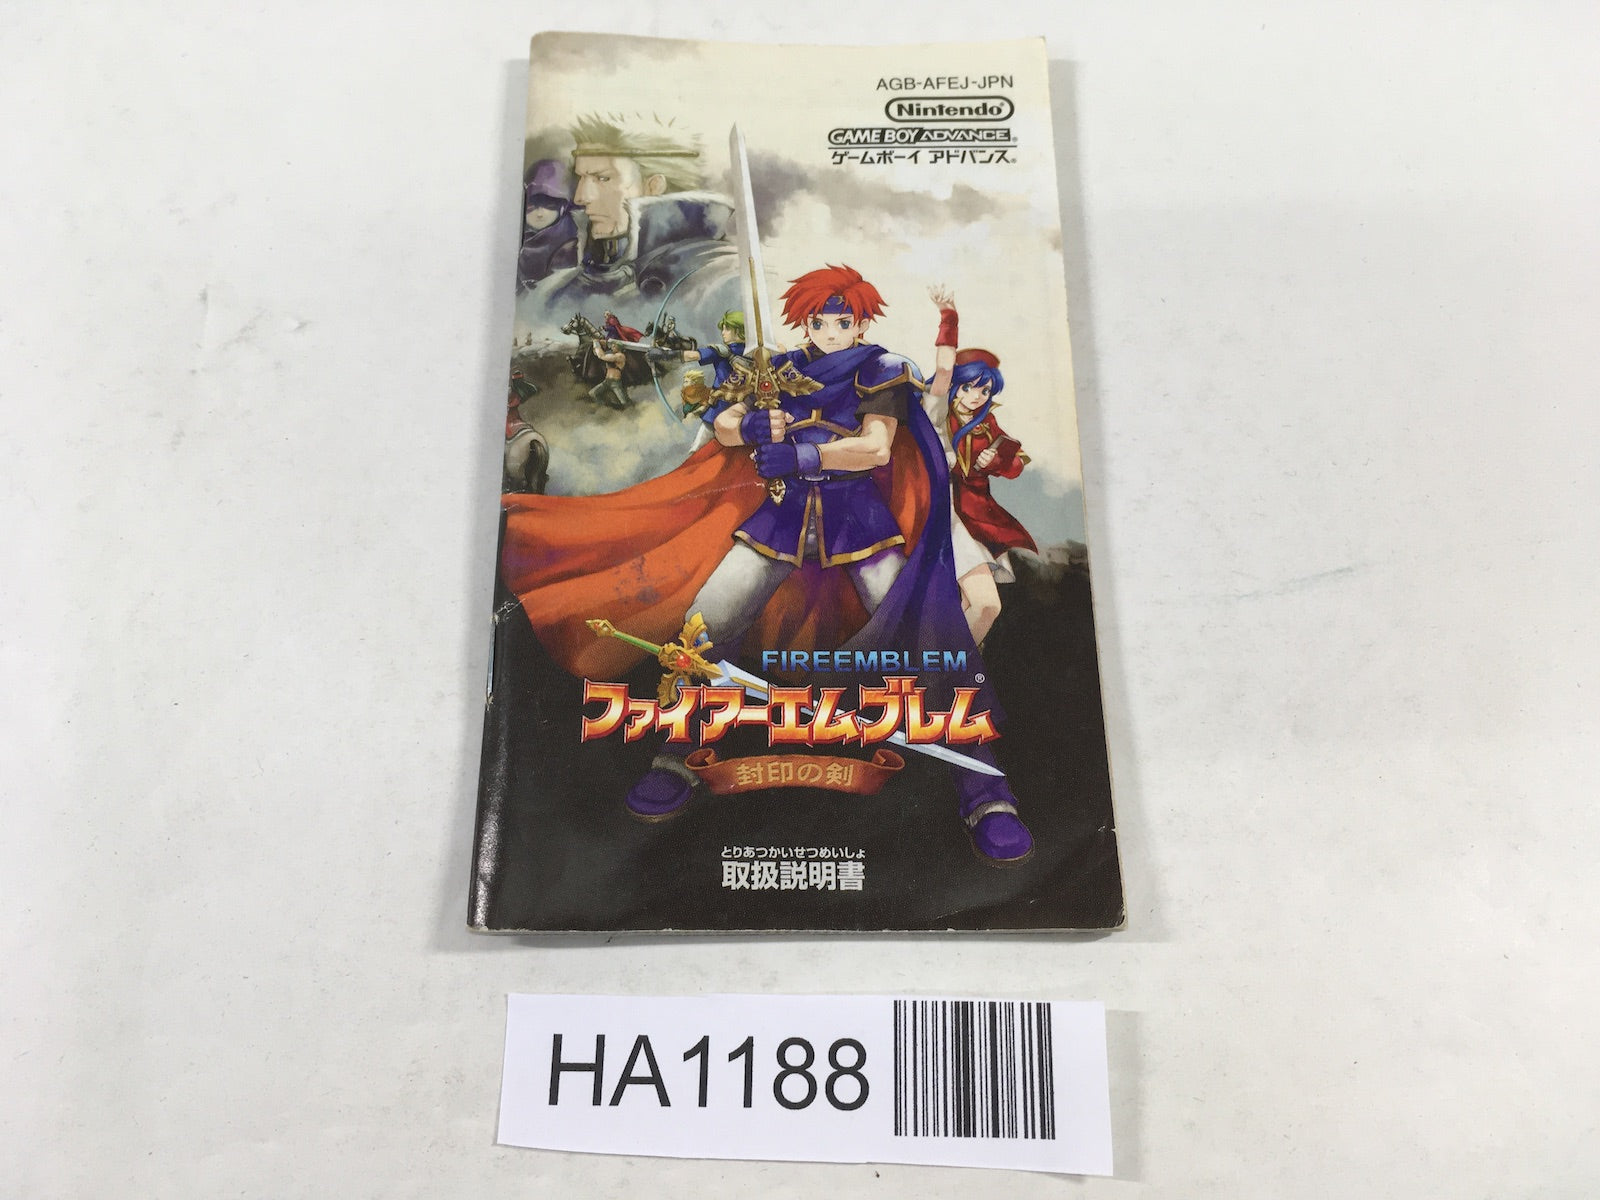 AGB-AFEJ-JPN
Nintendo®
GAME BOY ADVANCE®
ゲームボーイ アドバンス®
FIREEMBLEM
ファイアーエムブレム®
封印の剣
とりあつかいせつめいしょ
取扱説明書
HA1188